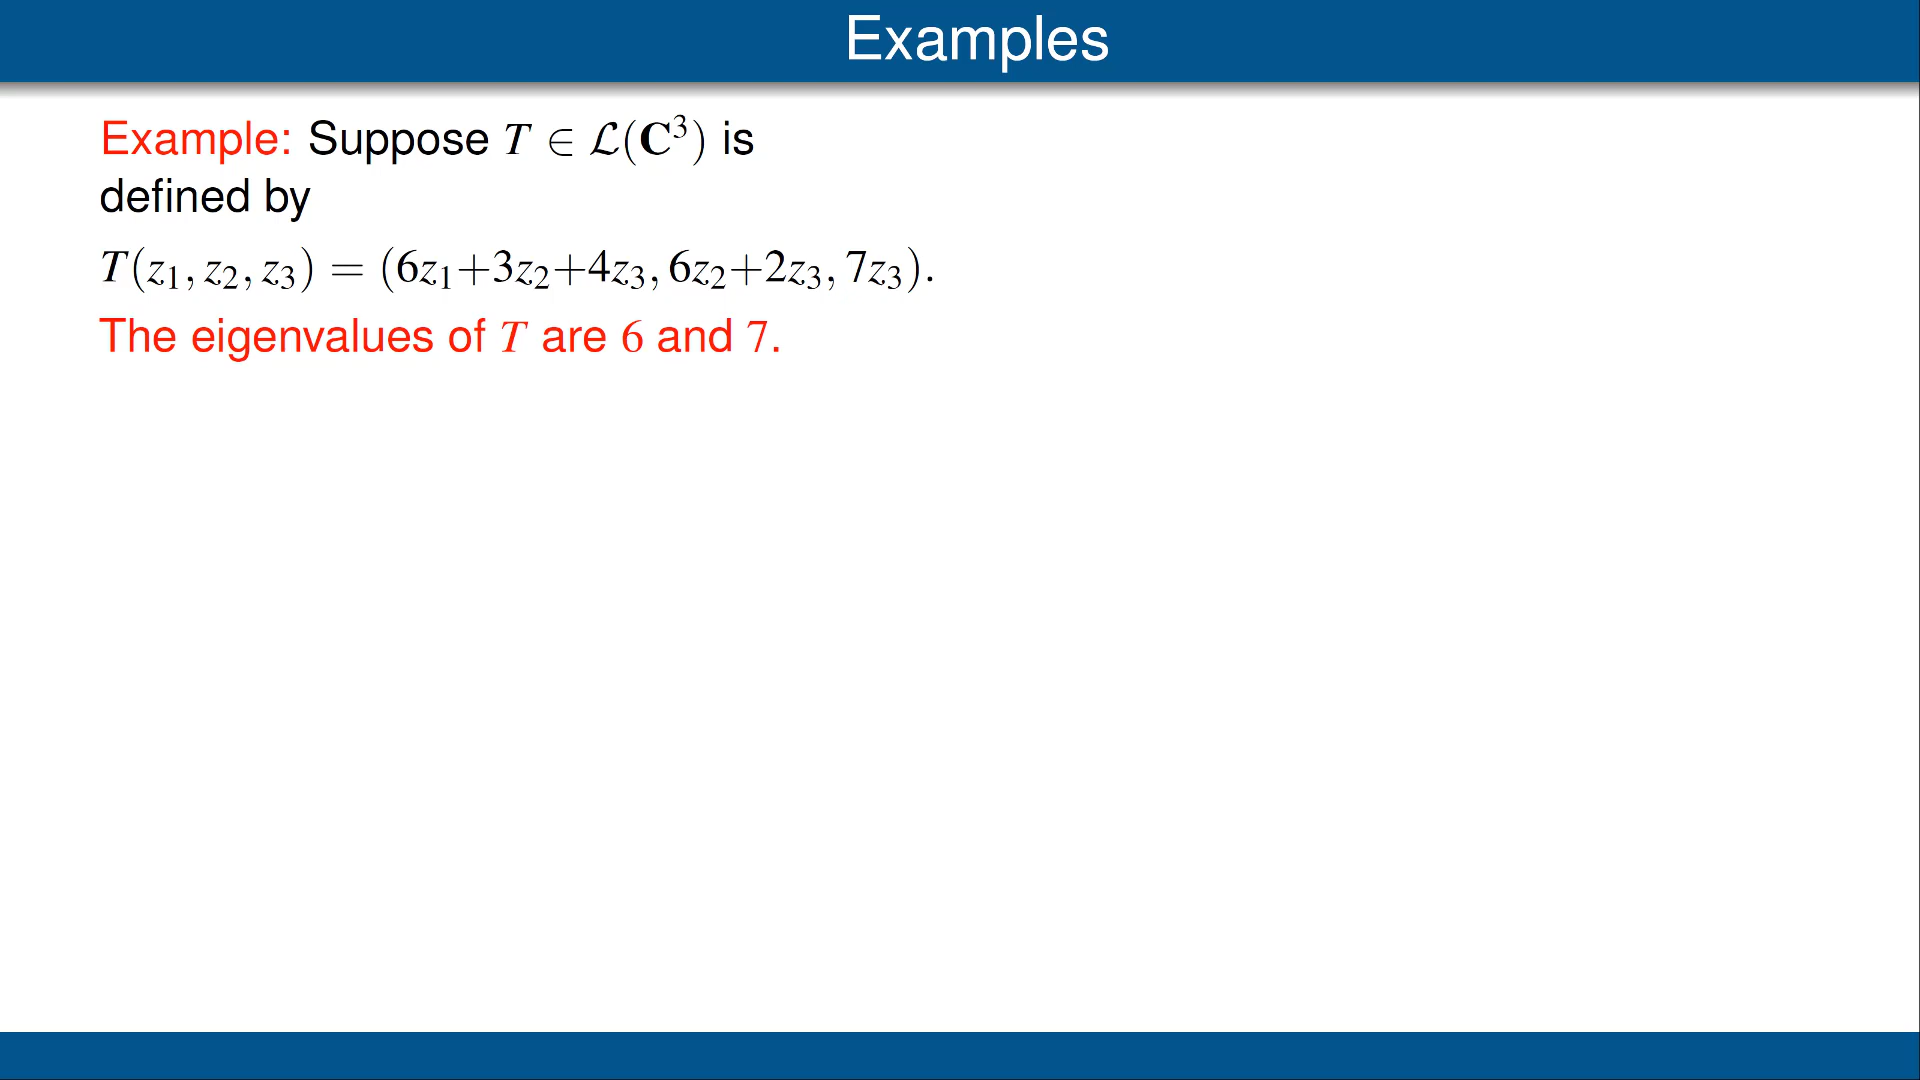 Examples
Example: Suppose T ∈ ℒ(C³) is
defined by
T(z₁, z₂, z₃) = (6z₁+3z₂+4z₃, 6z₂+2z₃, 7z₃).
The eigenvalues of T are 6 and 7.